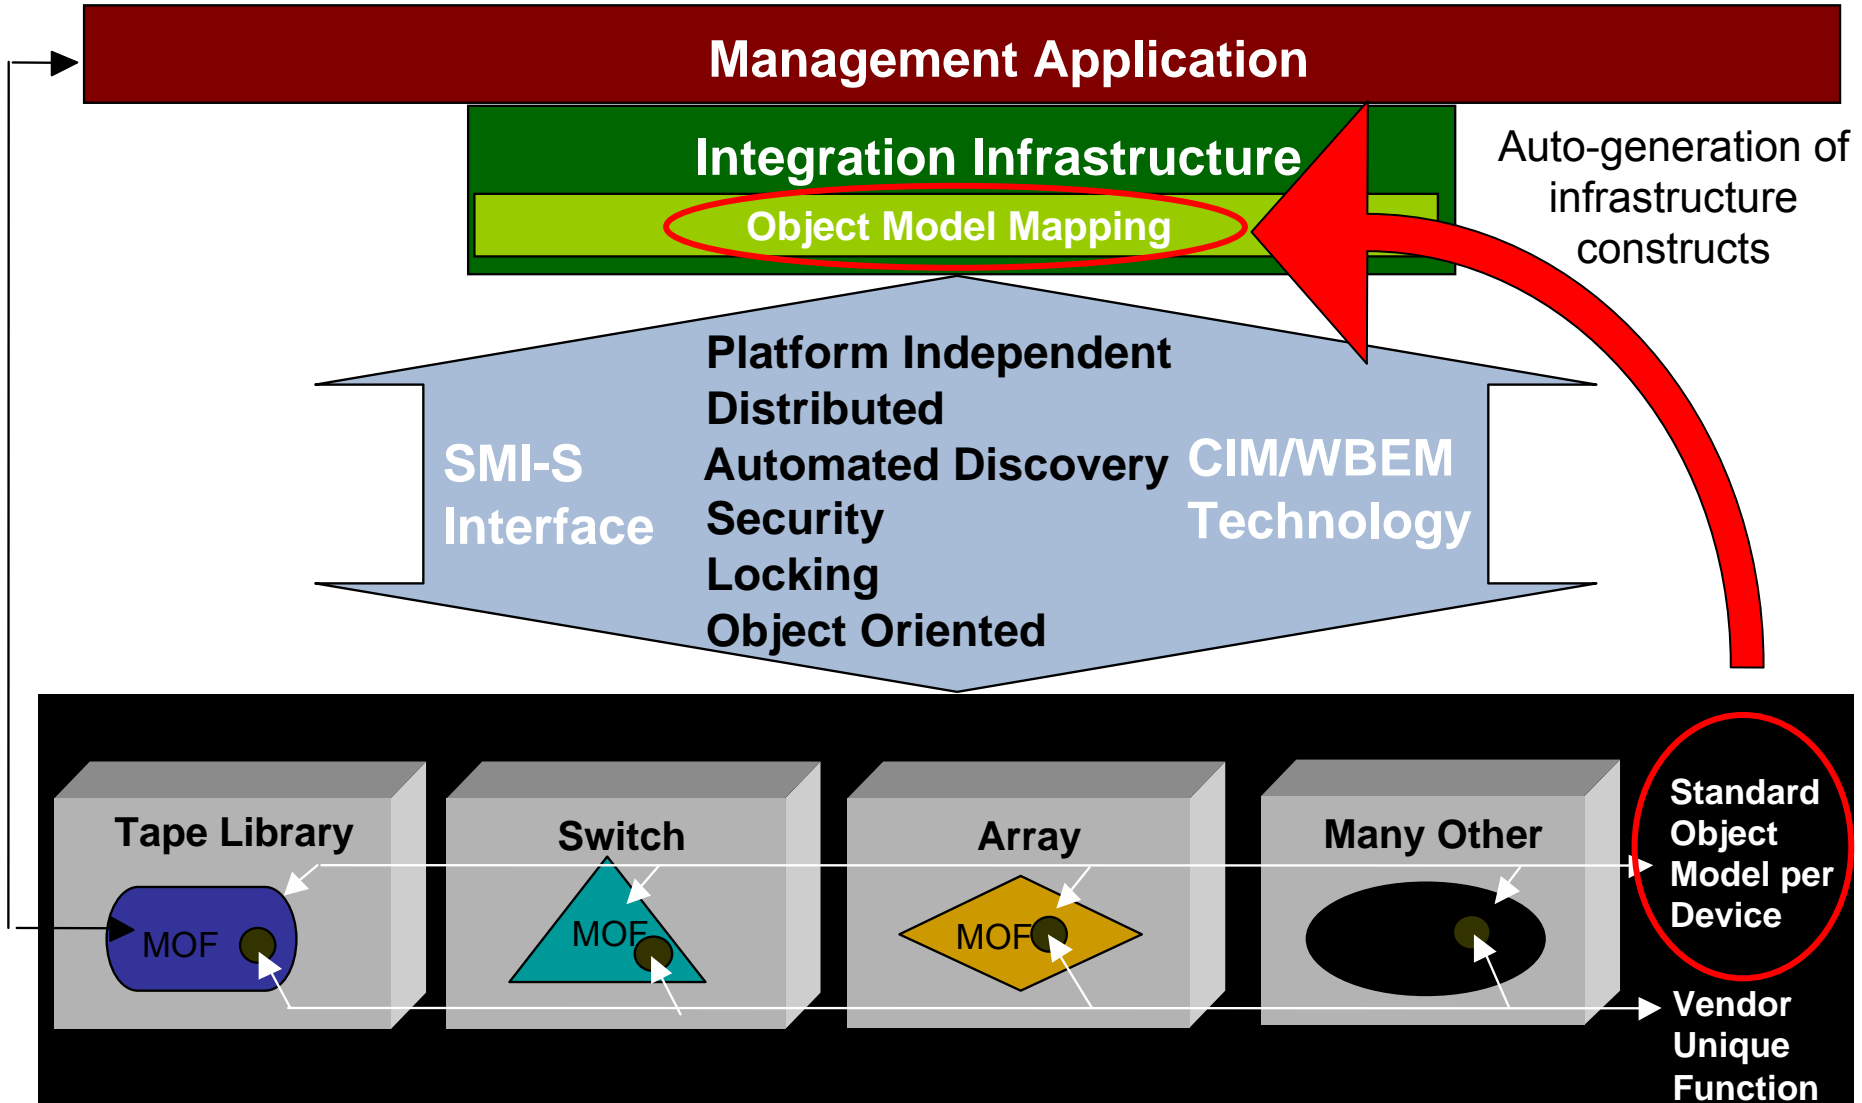 Management Application
Integration Infrastructure
Object Model Mapping
Auto-generation of
infrastructure
constructs
Platform Independent
Distributed
Automated Discovery
Security
Locking
Object Oriented
SMI-S
Interface
CIM/WBEM
Technology
Tape Library
MOF
Switch
MOF
Array
MOF
Many Other
Standard
Object
Model per
Device
Vendor
Unique
Function